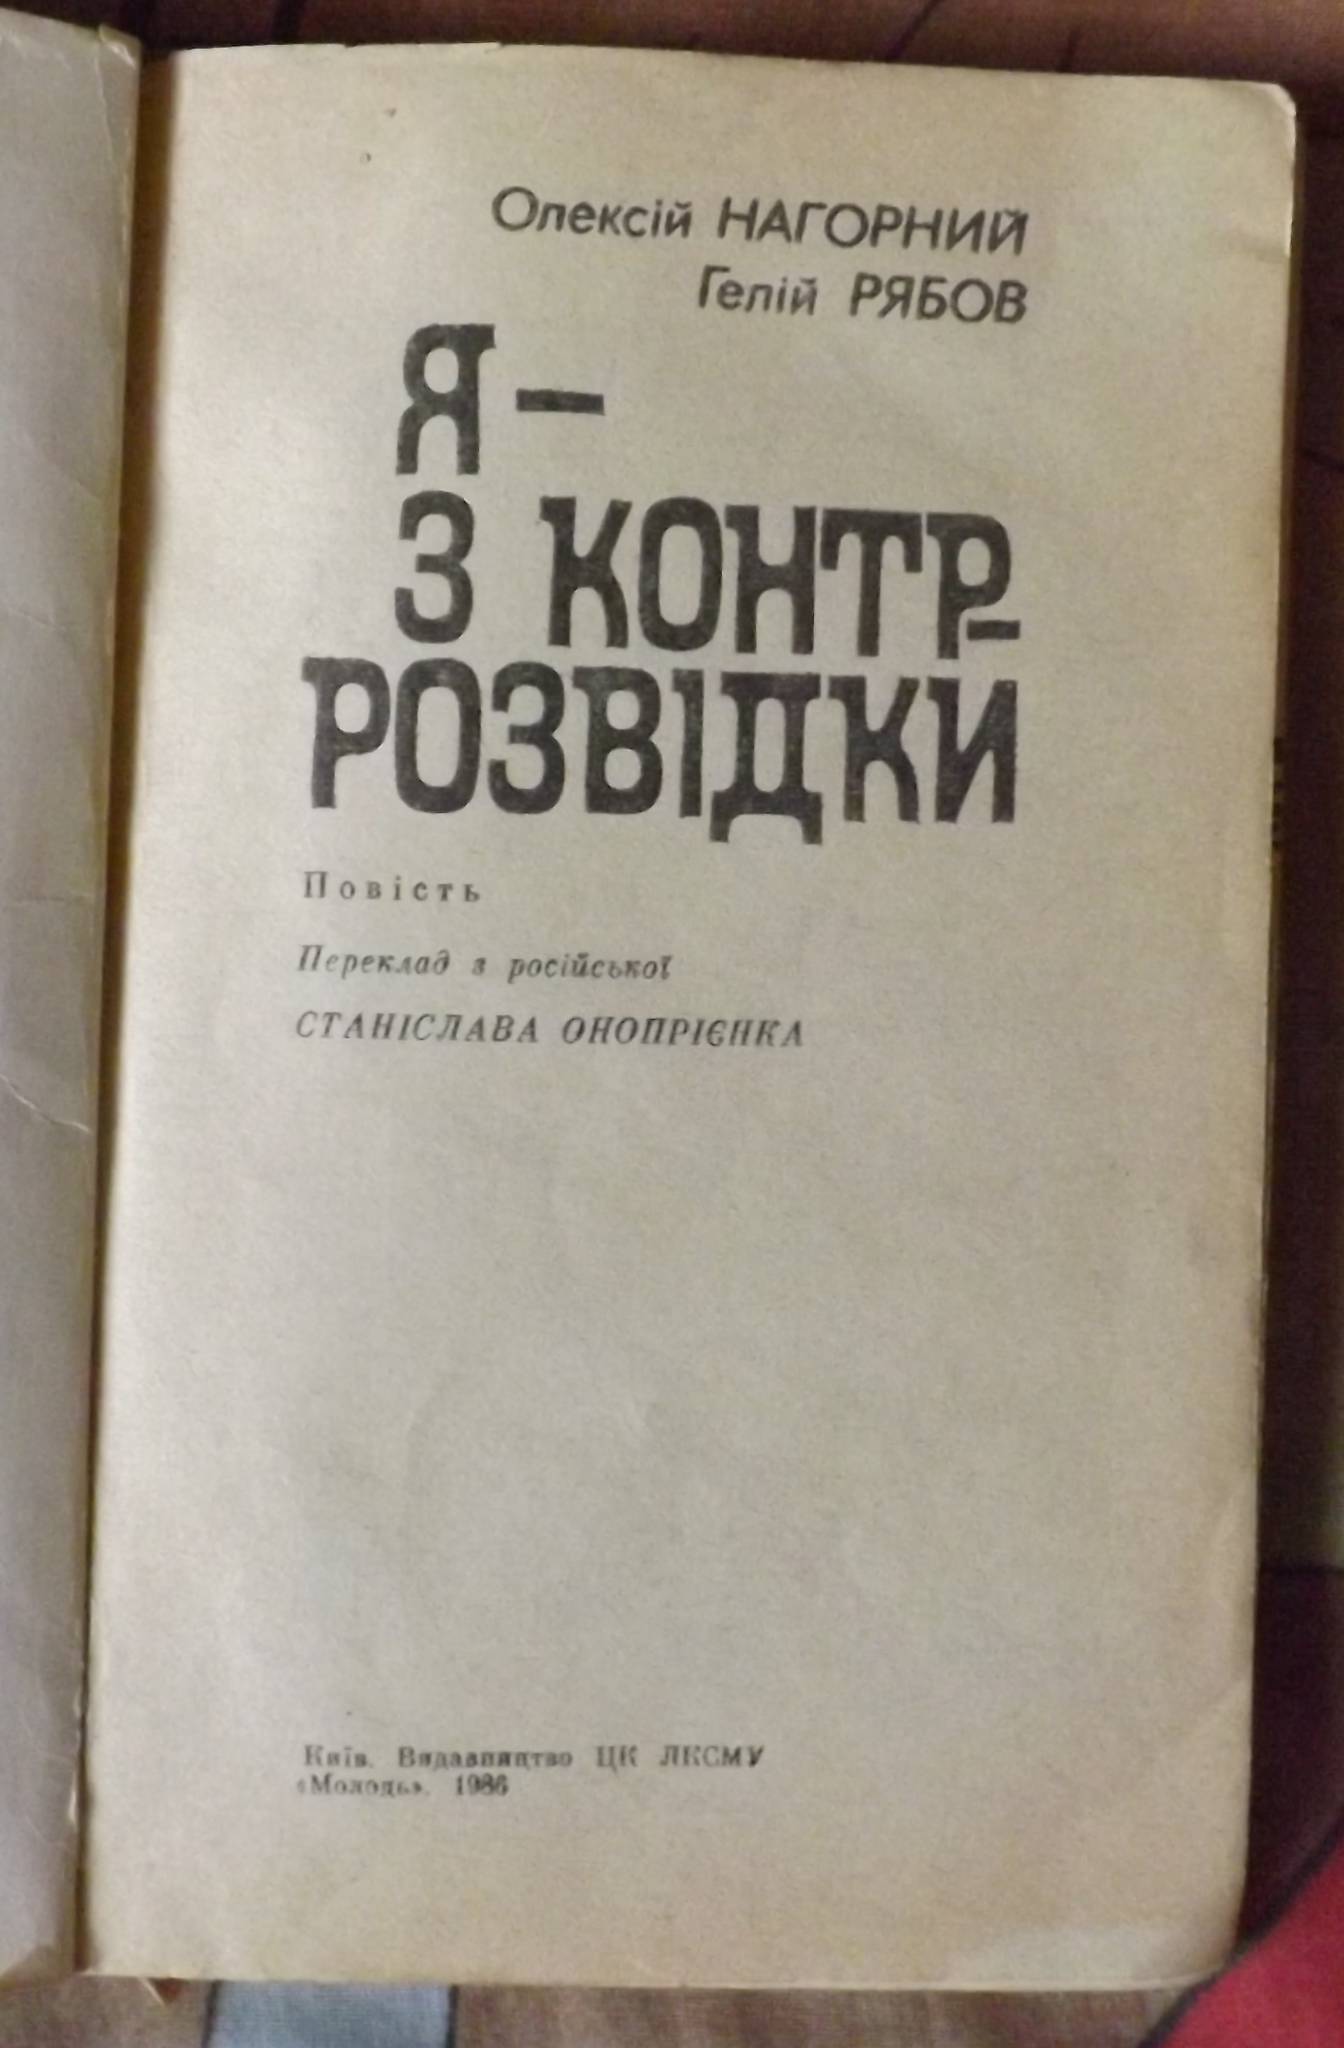 Олексій НАГОРНИЙ
Гелій РЯБОВ
Я —
З КОНТР-
РОЗВІДКИ
Повість
Переклад з російської
СТАНІСЛАВА ОНОПРІЄНКА
Київ. Видавництво ЦК ЛКСМУ
«Молодь». 1986